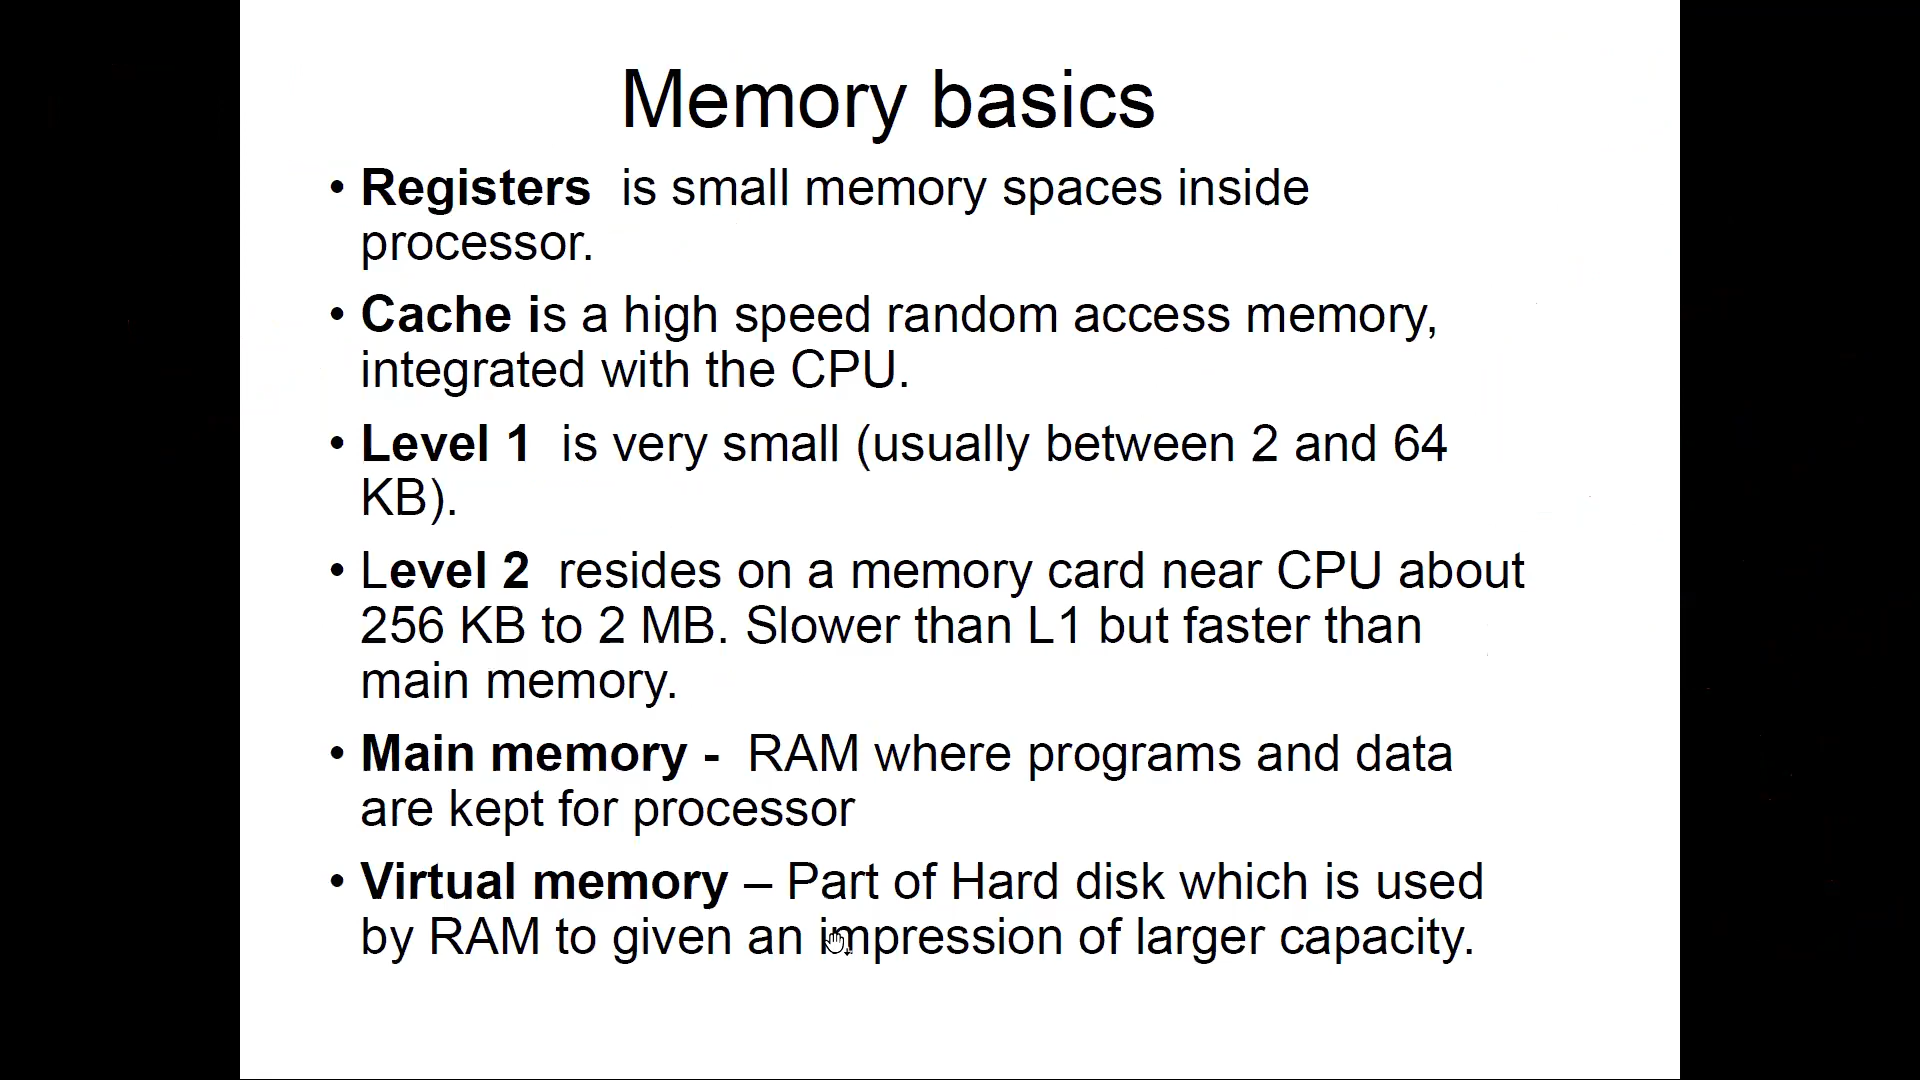 Memory basics
• Registers is small memory spaces inside
processor.
• Cache is a high speed random access memory,
integrated with the CPU.
• Level 1 is very small (usually between 2 and 64
KB).
• Level 2 resides on a memory card near CPU about
256 KB to 2 MB. Slower than L1 but faster than
main memory.
• Main memory - RAM where programs and data
are kept for processor
• Virtual memory – Part of Hard disk which is used
by RAM to given an impression of larger capacity.